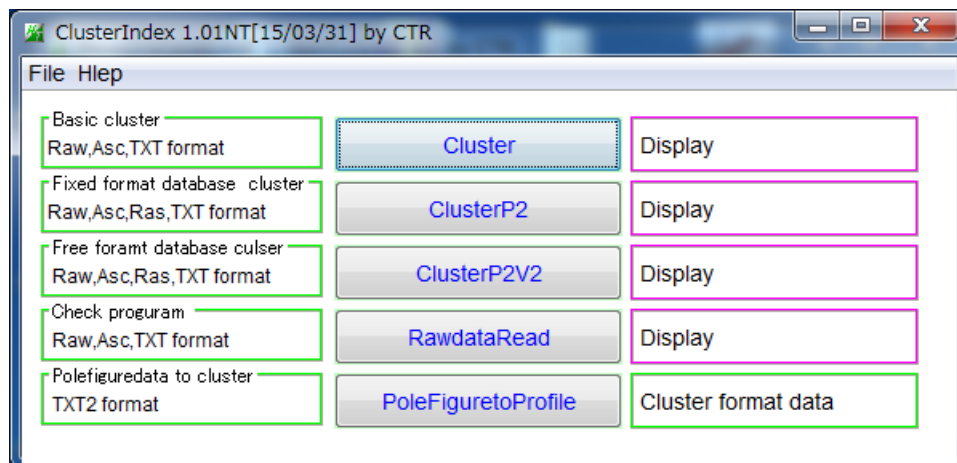 ClusterIndex 1.01NT[15/03/31] by CTR
File Hlep
Basic cluster
Raw,Asc,TXT format
Cluster
Display
Fixed format database cluster
Raw,Asc,Ras,TXT format
ClusterP2
Display
Free foramt database culser
Raw,Asc,Ras,TXT format
ClusterP2V2
Display
Check proguram
Raw,Asc,TXT format
RawdataRead
Display
Polefiguredata to cluster
TXT2 format
PoleFiguretoProfile
Cluster format data